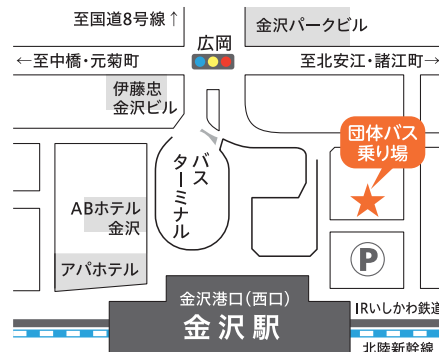 至国道8号線↑
金沢パークビル
広岡
←至中橋・元菊町
至北安江・諸江町→
伊藤忠
金沢ビル
団体バス
乗り場
バス
ターミナル
ABホテル
金沢
アパホテル
P
金沢港口(西口)
金沢駅
IRいしかわ鉄道
北陸新幹線